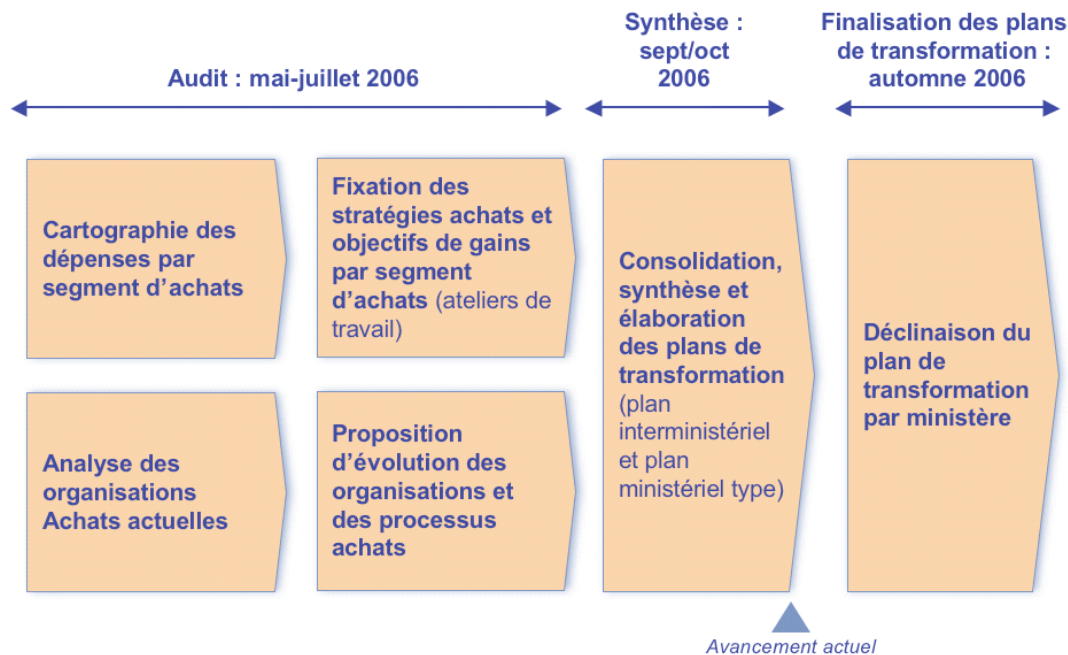 Audit : mai-juillet 2006
Synthèse :
sept/oct
2006
Finalisation des plans
de transformation :
automne 2006
Cartographie des
dépenses par
segment d'achats
Fixation des
stratégies achats et
objectifs de gains
par segment
d'achats (ateliers de
travail)
Analyse des
organisations
Achats actuelles
Proposition
d'évolution des
organisations et
des processus
achats
Consolidation,
synthèse et
élaboration
des plans de
transformation
(plan
interministériel
et plan
ministériel type)
Déclinaison du
plan de
transformation
par ministère
Avancement actuel